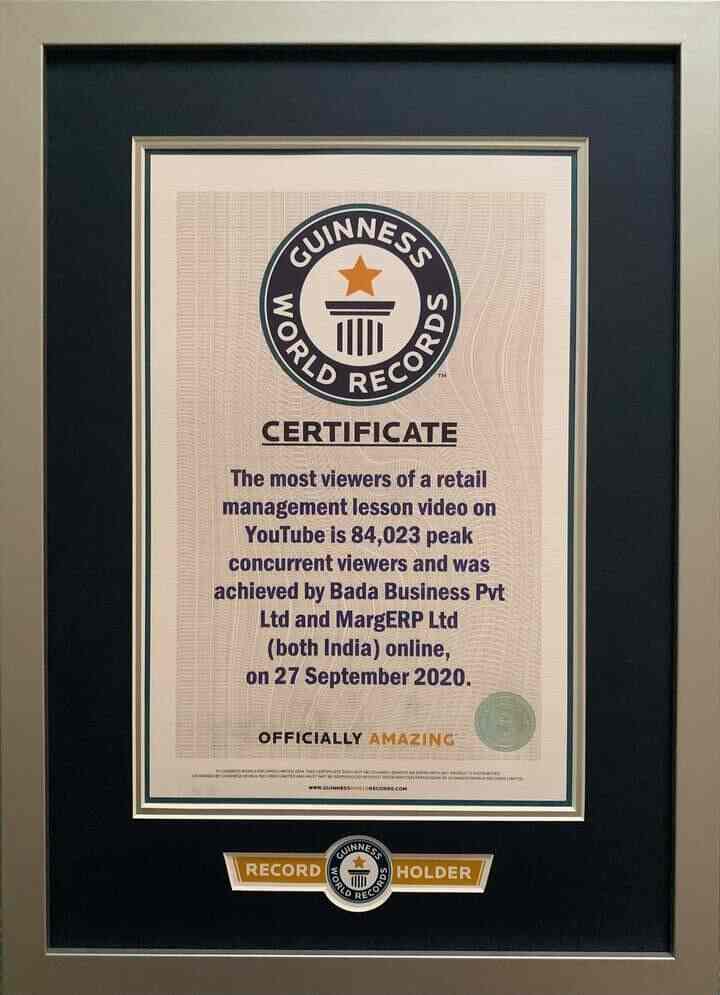 GUINNESS
WORLD RECORDS
TM
CERTIFICATE
The most viewers of a retail
management lesson video on
YouTube is 84,023 peak
concurrent viewers and was
achieved by Bada Business Pvt
Ltd and MargERP Ltd
(both India) online,
on 27 September 2020.
OFFICIALLY AMAZING
WWW.GUINNESSWORLDRECORDS.COM
RECORD
GUINNESS
WORLD RECORDS
HOLDER